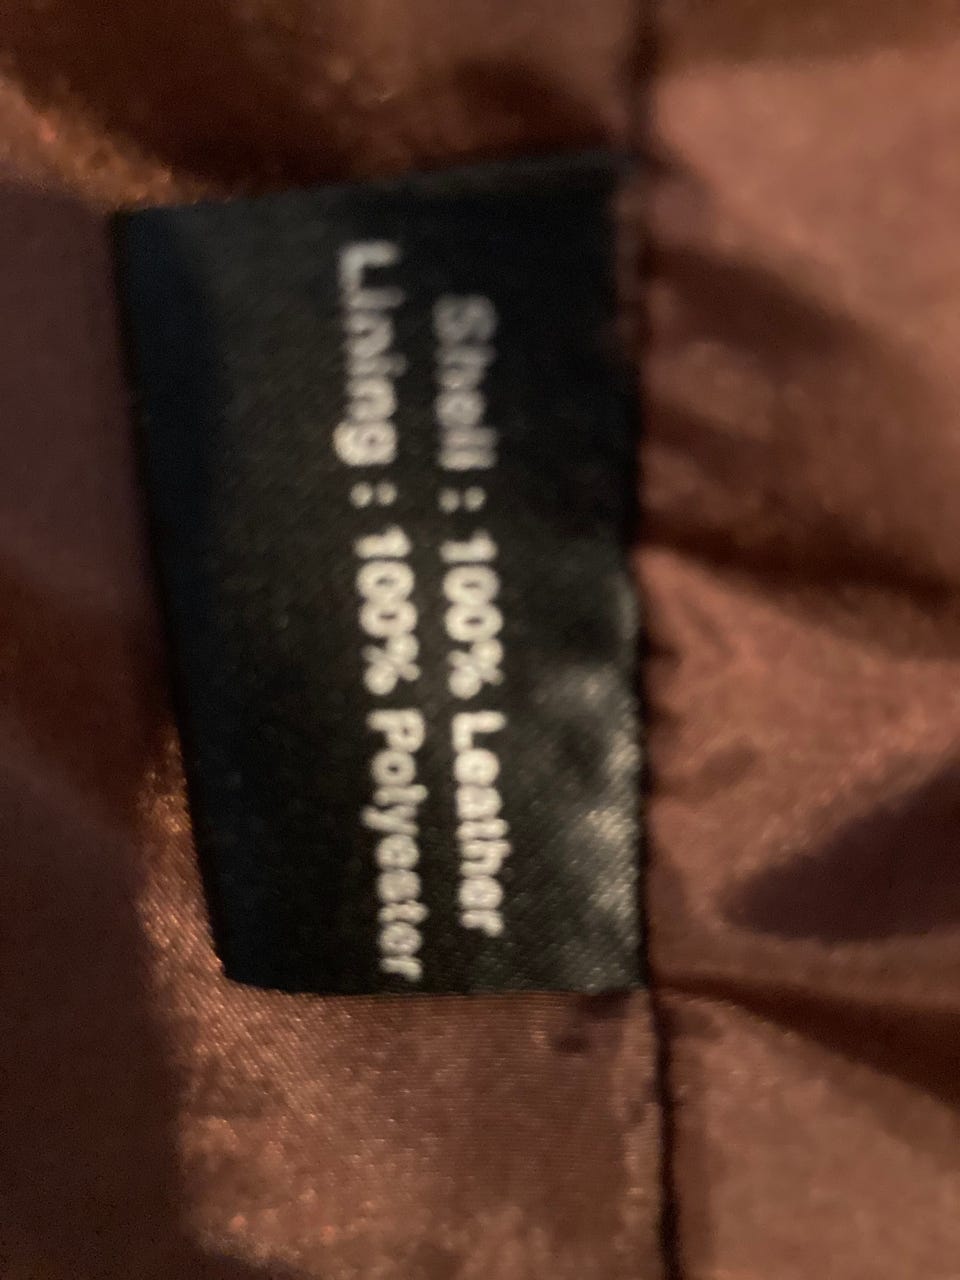 Shell : 100% Leather
Lining : 100% Polyester